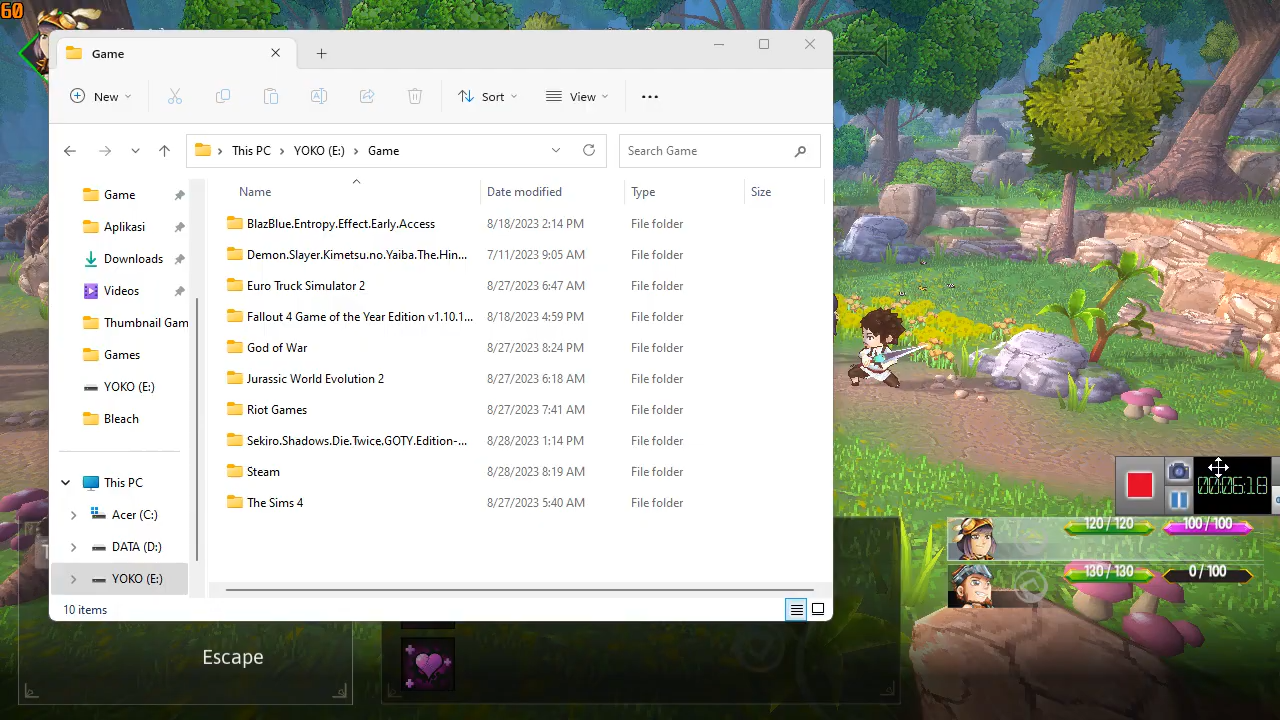 60
Game
New
Sort
View
This PC
YOKO (E:)
Game
Search Game
Name
Date modified
Type
Size
Game
Aplikasi
Downloads
Videos
Thumbnail Gam
Games
YOKO (E:)
Bleach
This PC
Acer (C:)
DATA (D:)
YOKO (E:)
BlazBlue.Entropy.Effect.Early.Access 8/18/2023 2:14 PM File folder
Demon.Slayer.Kimetsu.no.Yaiba.The.Hin... 7/11/2023 9:05 AM File folder
Euro Truck Simulator 2 8/27/2023 6:47 AM File folder
Fallout 4 Game of the Year Edition v1.10.1... 8/18/2023 4:59 PM File folder
God of War 8/27/2023 8:24 PM File folder
Jurassic World Evolution 2 8/27/2023 6:18 AM File folder
Riot Games 8/27/2023 7:41 AM File folder
Sekiro.Shadows.Die.Twice.GOTY.Edition-... 8/28/2023 1:14 PM File folder
Steam 8/28/2023 8:19 AM File folder
The Sims 4 8/27/2023 5:40 AM File folder
10 items
0006:18
120 / 120 100 / 100
130 / 130 0 / 100
Escape